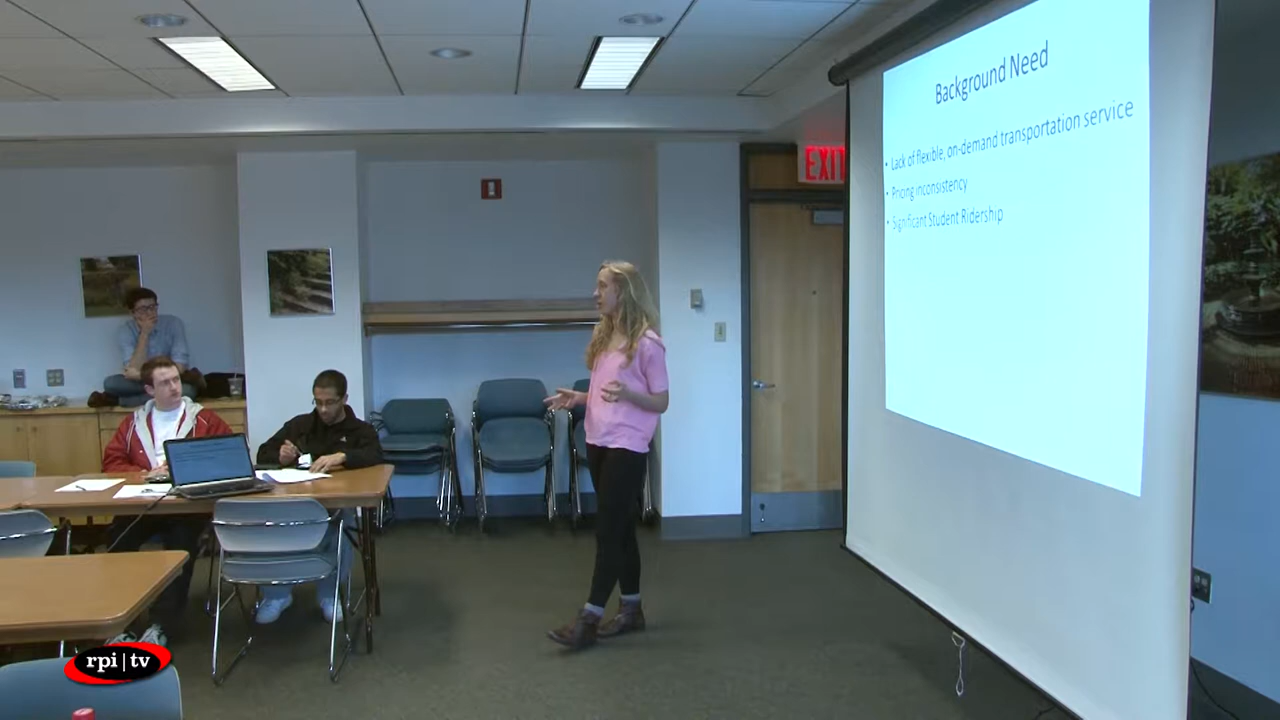 Background Need
• Lack of flexible, on-demand transportation service
• Pricing inconsistency
• Significant Student Ridership
EXIT
rpi|tv